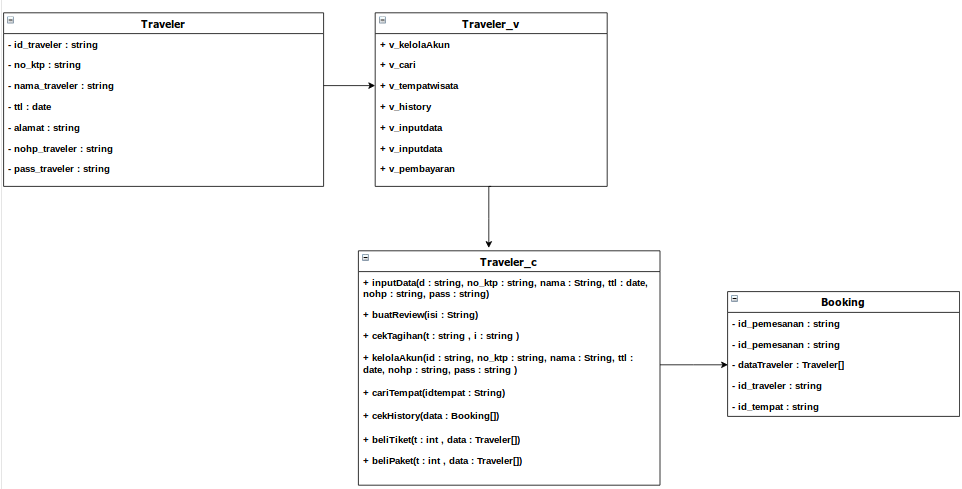 Traveler
- id_traveler : string
- no_ktp : string
- nama_traveler : string
- ttl : date
- alamat : string
- nohp_traveler : string
- pass_traveler : string
Traveler_v
+ v_kelolaAkun
+ v_cari
+ v_tempatwisata
+ v_history
+ v_inputdata
+ v_inputdata
+ v_pembayaran
Traveler_c
+ inputData(d : string, no_ktp : string, nama : String, ttl : date,
nohp : string, pass : string)
+ buatReview(isi : String)
+ cekTagihan(t : string , i : string )
+ kelolaAkun(id : string, no_ktp : string, nama : String, ttl :
date, nohp : string, pass : string )
+ cariTempat(idtempat : String)
+ cekHistory(data : Booking[])
+ beliTiket(t : int , data : Traveler[])
+ beliPaket(t : int , data : Traveler[])
Booking
- id_pemesanan : string
- id_pemesanan : string
- dataTraveler : Traveler[]
- id_traveler : string
- id_tempat : string